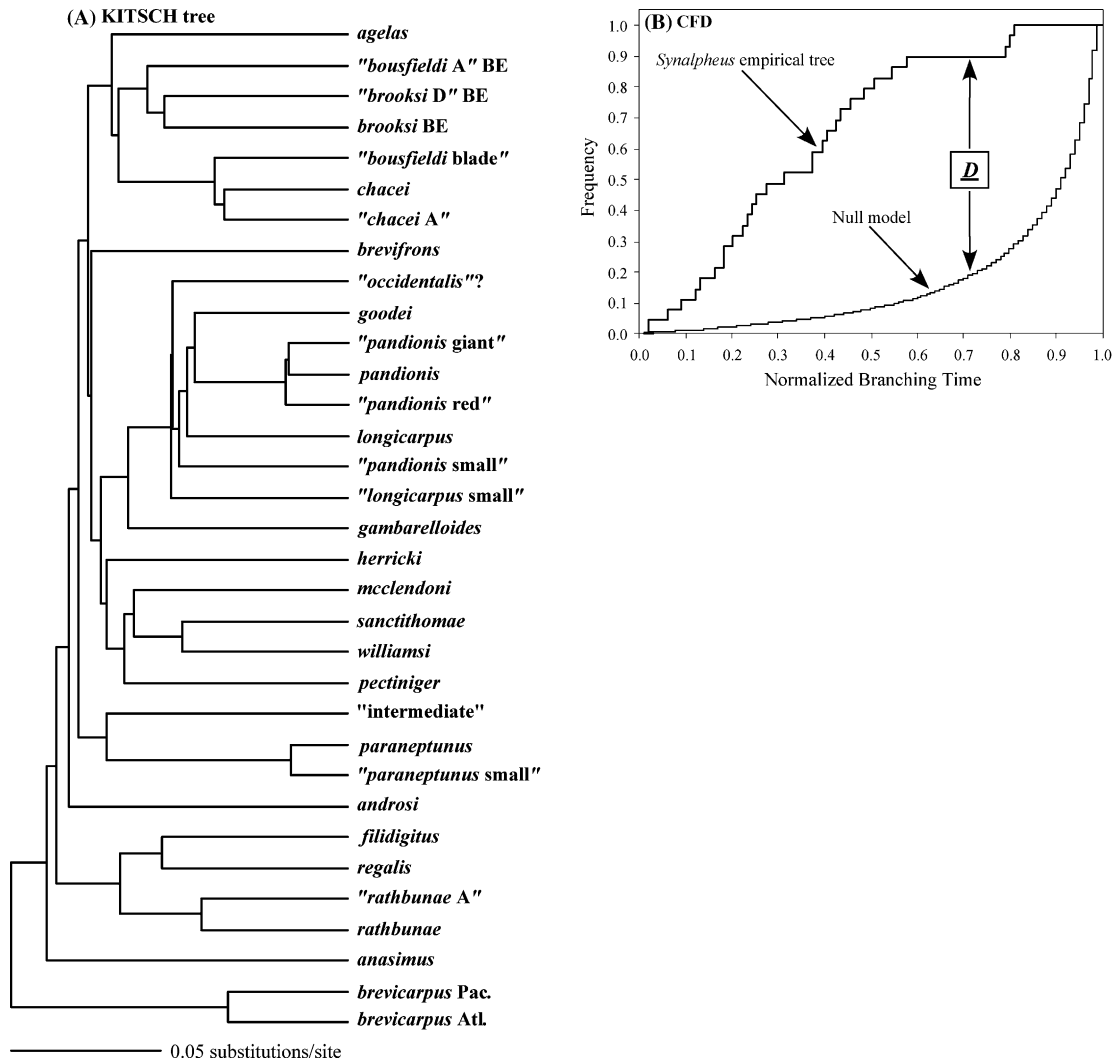 (A) KITSCH tree
agelas
"bousfieldi A" BE
"brooksi D" BE
brooksi BE
"bousfieldi blade"
chacei
"chacei A"
brevifrons
"occidentalis"?
goodei
"pandionis giant"
pandionis
"pandionis red"
longicarpus
"pandionis small"
"longicarpus small"
gambarelloides
herricki
mcclendoni
sanctithomae
williamsi
pectiniger
"intermediate"
paraneptunus
"paraneptunus small"
androsi
filidigitus
regalis
"rathbunae A"
rathbunae
anasimus
brevicarpus Pac.
brevicarpus Atl.
0.05 substitutions/site
(B) CFD
1.0
0.9
0.8
0.7
0.6
0.5
0.4
0.3
0.2
0.1
0.0
Frequency
Synalpheus empirical tree
D
Null model
0.0 0.1 0.2 0.3 0.4 0.5 0.6 0.7 0.8 0.9 1.0
Normalized Branching Time